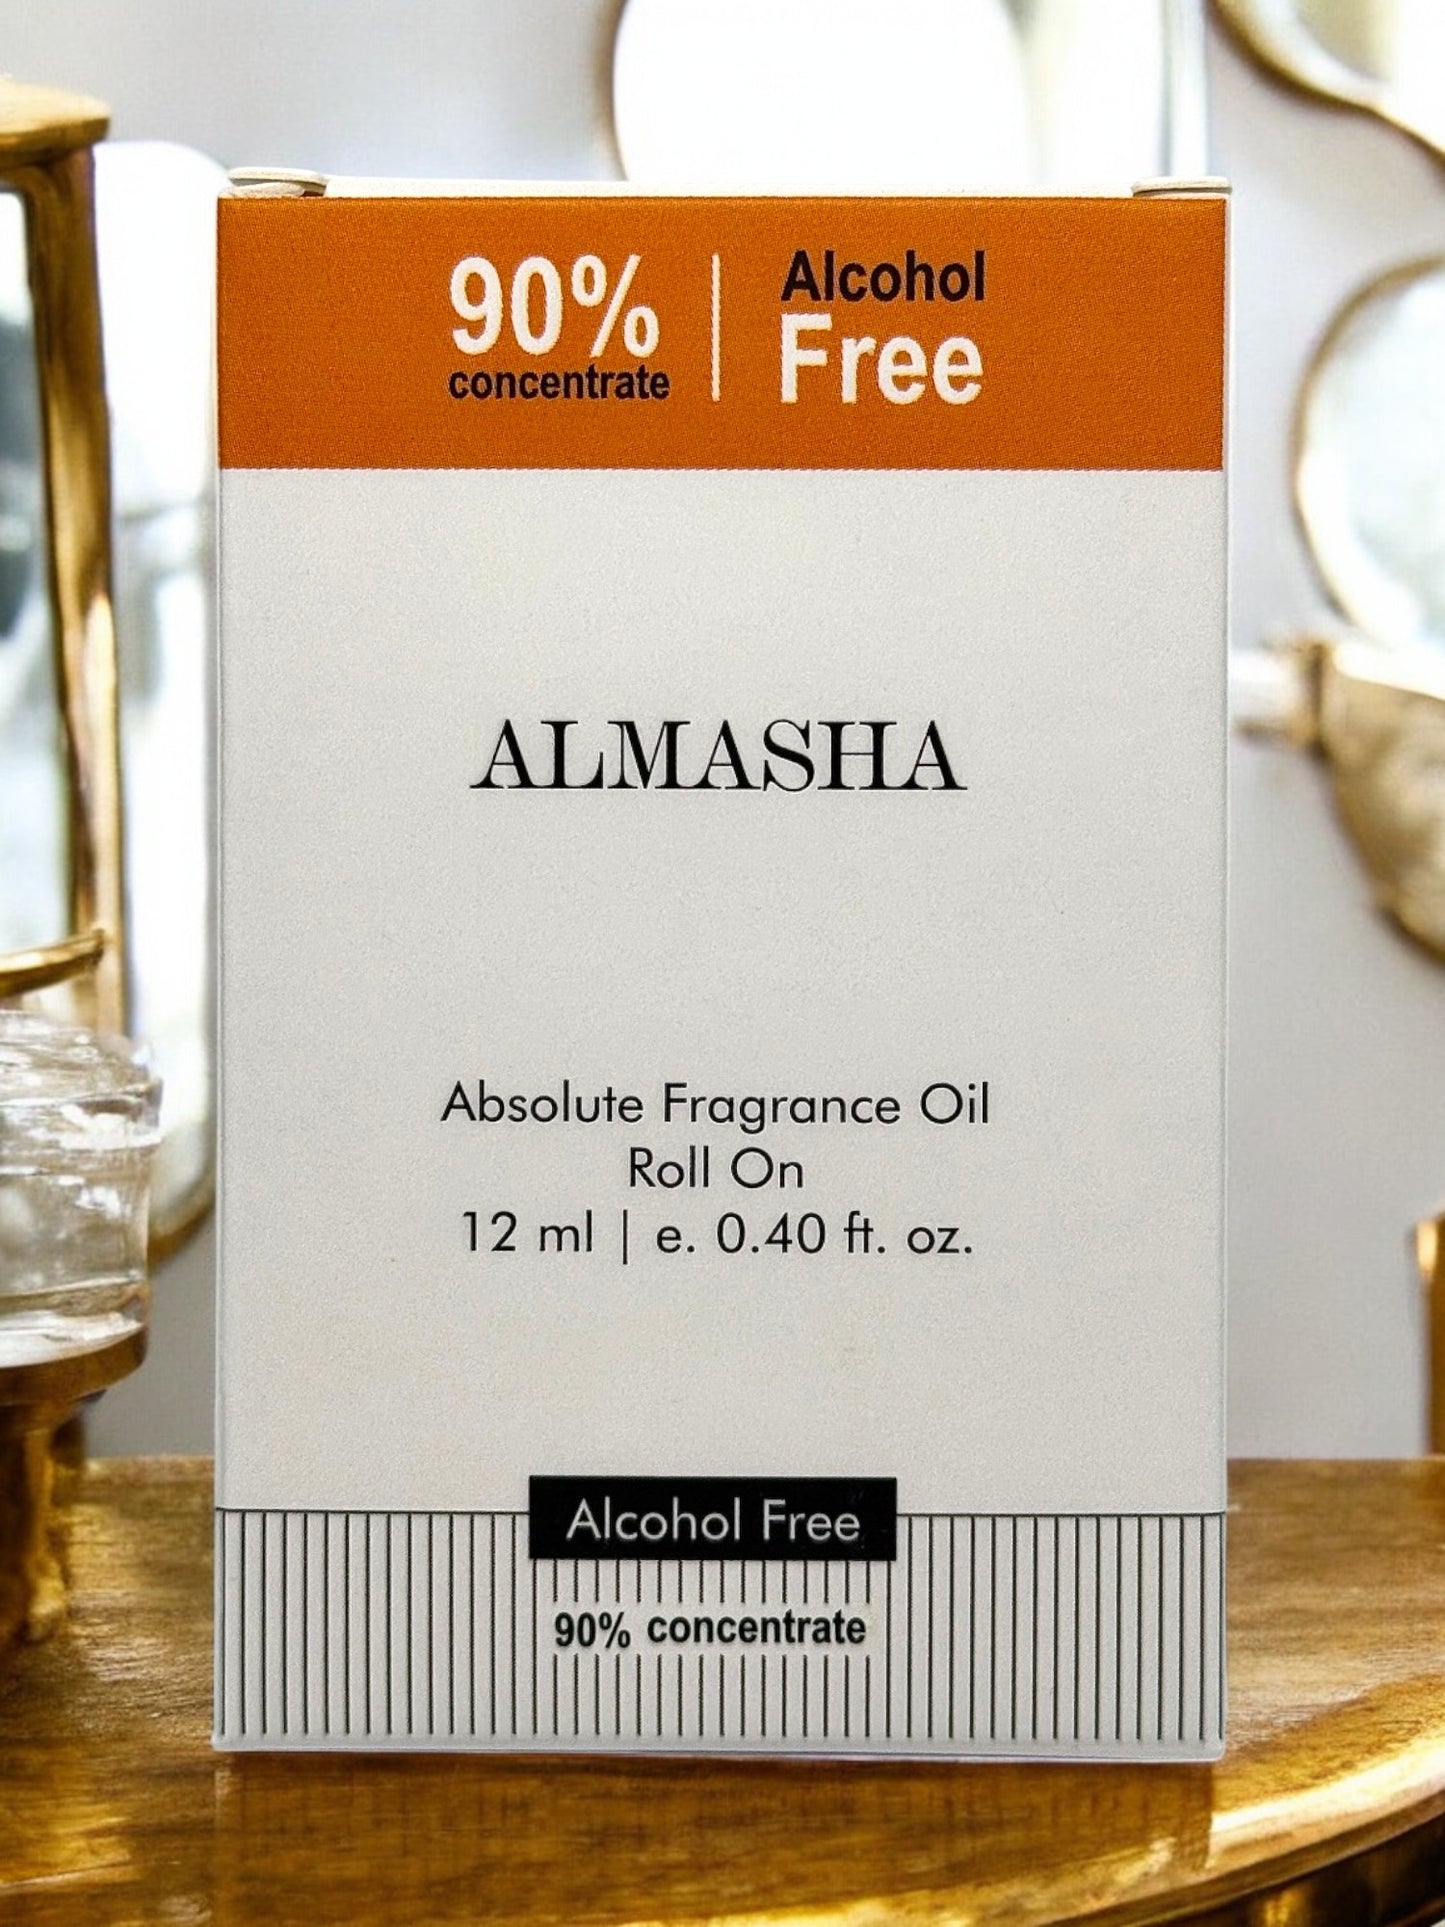 90%
concentrate
Alcohol
Free
ALMASHA
Absolute Fragrance Oil
Roll On
12 ml | e. 0.40 ft. oz.
Alcohol Free
90% concentrate